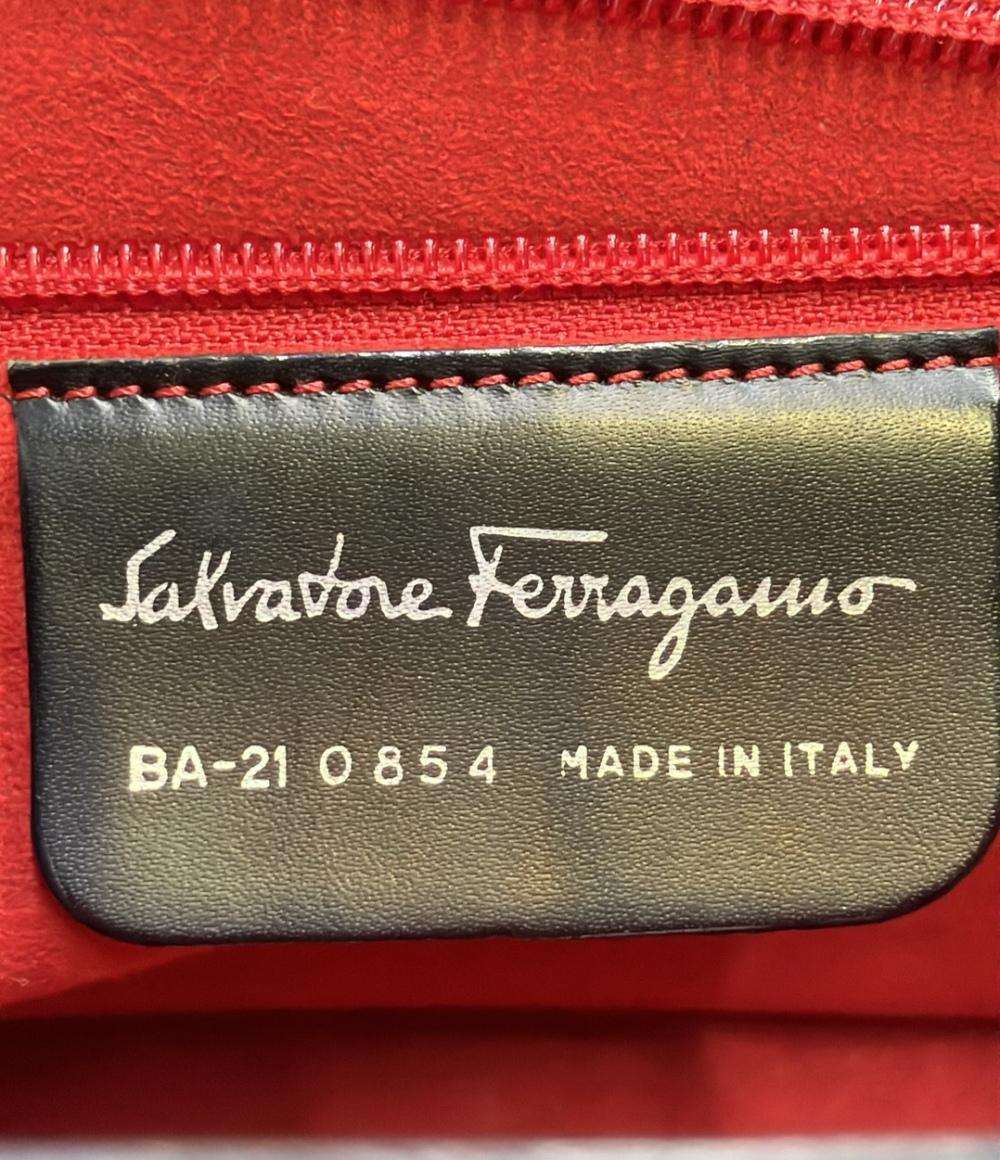 Salvatore Ferragamo
BA-21 0854 MADE IN ITALY